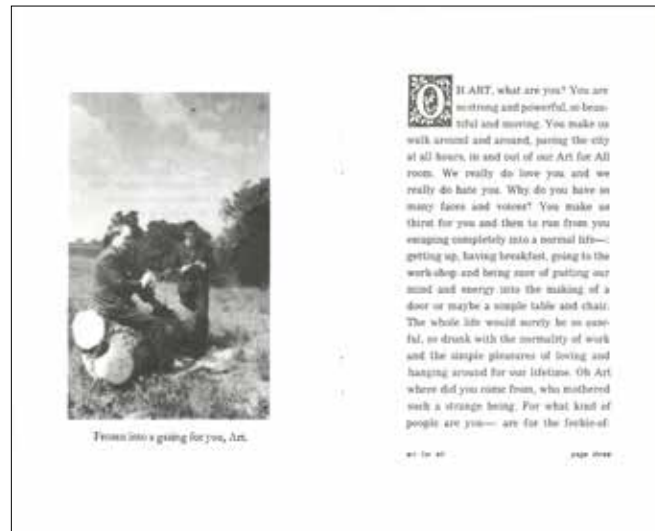 Frozen into a gazing for you, Art.
OH ART, what are you? You are
so strong and powerful, so beau-
tiful and moving. You make us
walk around and around, pacing the city
at all hours, in and out of our Art for All
room. We really do love you and we
really do hate you. Why do you have so
many faces and voices? You make us
thirst for you and then to run from you
escaping completely into a normal life—:
getting up, having breakfast, going to the
work-shop and being sure of putting our
mind and energy into the making of a
door or maybe a simple table and chair.
The whole life would surely be so ease-
ful, so drunk with the normality of work
and the simple pleasures of loving and
hanging around for our lifetime. Oh Art
where did you come from, who mothered
such a strange being. For what kind of
people are you— are for the feeble-of-
page three